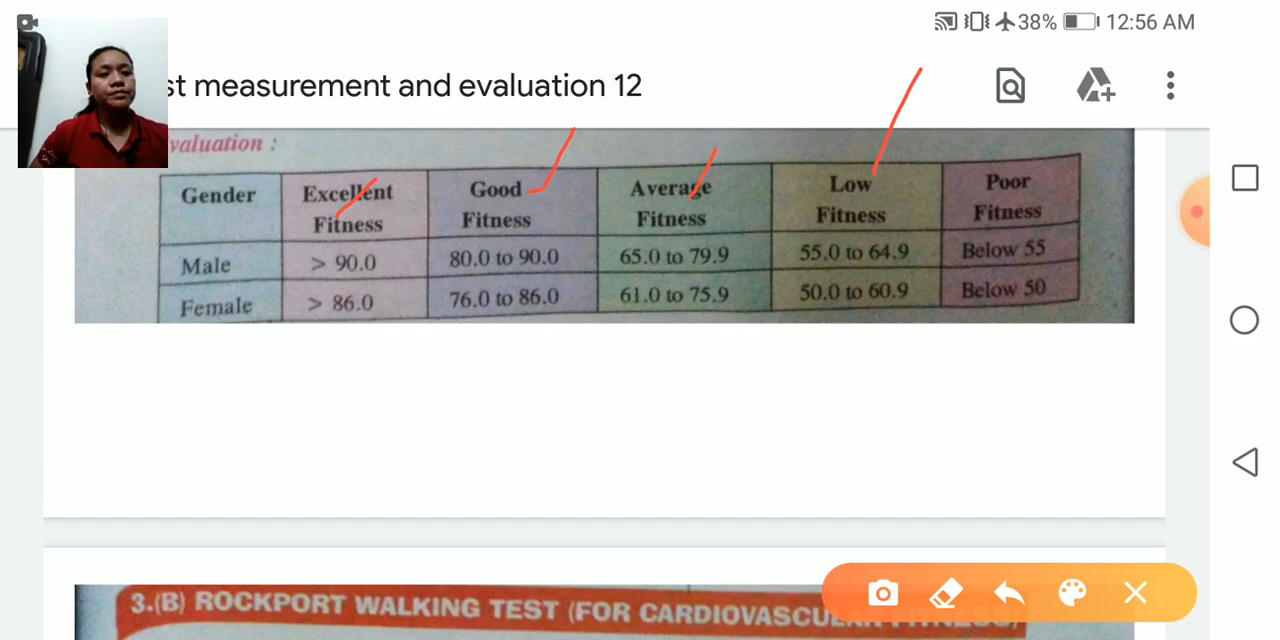 38% 12:56 AM
st measurement and evaluation 12
valuation :
Gender Excellent Fitness Good Fitness Average Fitness Low Fitness Poor Fitness
Male > 90.0 80.0 to 90.0 65.0 to 79.9 55.0 to 64.9 Below 55
Female > 86.0 76.0 to 86.0 61.0 to 75.9 50.0 to 60.9 Below 50
3.(B) ROCKPORT WALKING TEST (FOR CARDIOVASCULAR FITNESS)